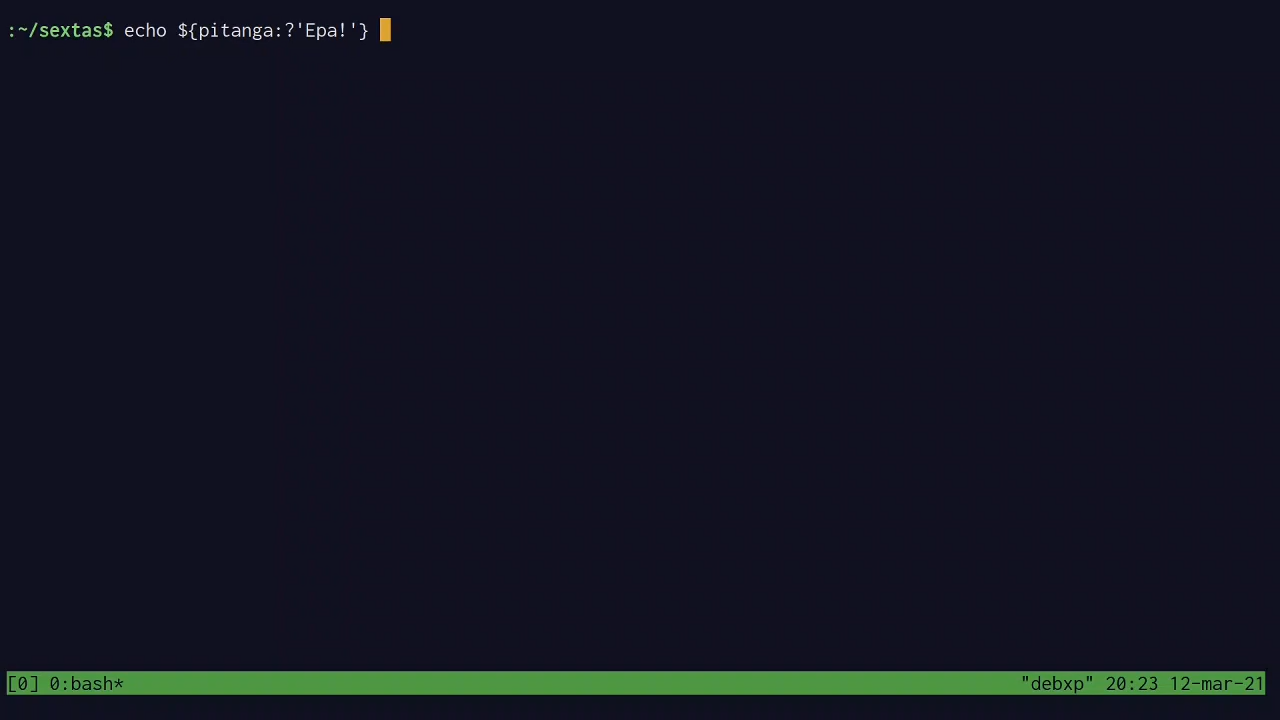 :~/sextas$ echo ${pitanga:?'Epa!'}
[0] 0:bash* "debxp" 20:23 12-mar-21